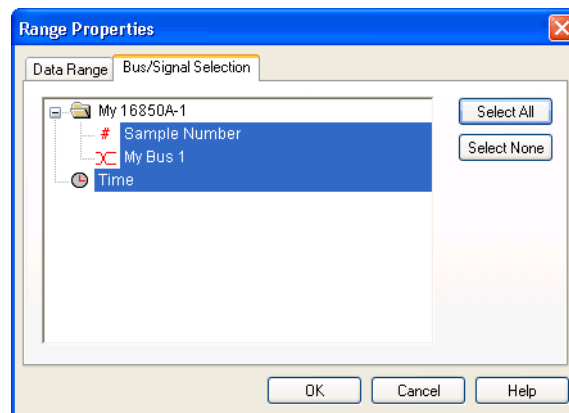 Range Properties
Data Range Bus/Signal Selection
My 16850A-1
# Sample Number
My Bus 1
Time
Select All
Select None
OK Cancel Help